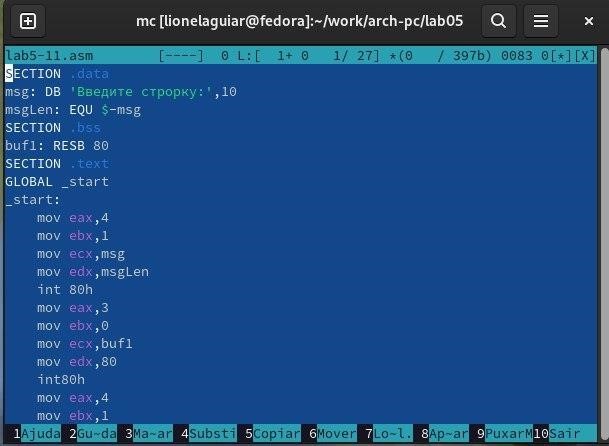 mc [lionelaguiar@fedora]:~/work/arch-pc/lab05
lab5-11.asm [----] 0 L:[ 1+ 0 1/ 27] *(0 / 397b) 0083 0[*][X]
SECTION .data
msg: DB 'Введите строрку:',10
msgLen: EQU $-msg
SECTION .bss
buf1: RESB 80
SECTION .text
GLOBAL _start
_start:
mov eax,4
mov ebx,1
mov ecx,msg
mov edx,msgLen
int 80h
mov eax,3
mov ebx,0
mov ecx,buf1
mov edx,80
int80h
mov eax,4
mov ebx,1
1Ajuda 2Gu~da 3Ma~ar 4Substi 5Copiar 6Mover 7Lo~l. 8Ap~ar 9PuxarM10Sair